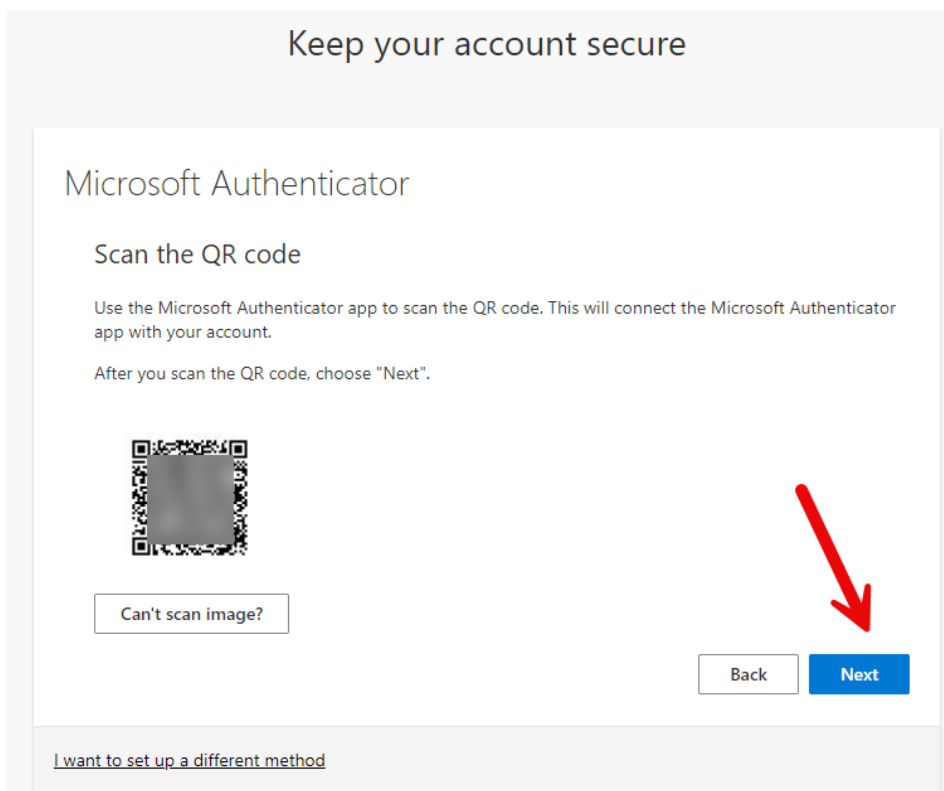 Keep your account secure
Microsoft Authenticator
Scan the QR code
Use the Microsoft Authenticator app to scan the QR code. This will connect the Microsoft Authenticator
app with your account.
After you scan the QR code, choose "Next".
Can't scan image?
Back
Next
I want to set up a different method